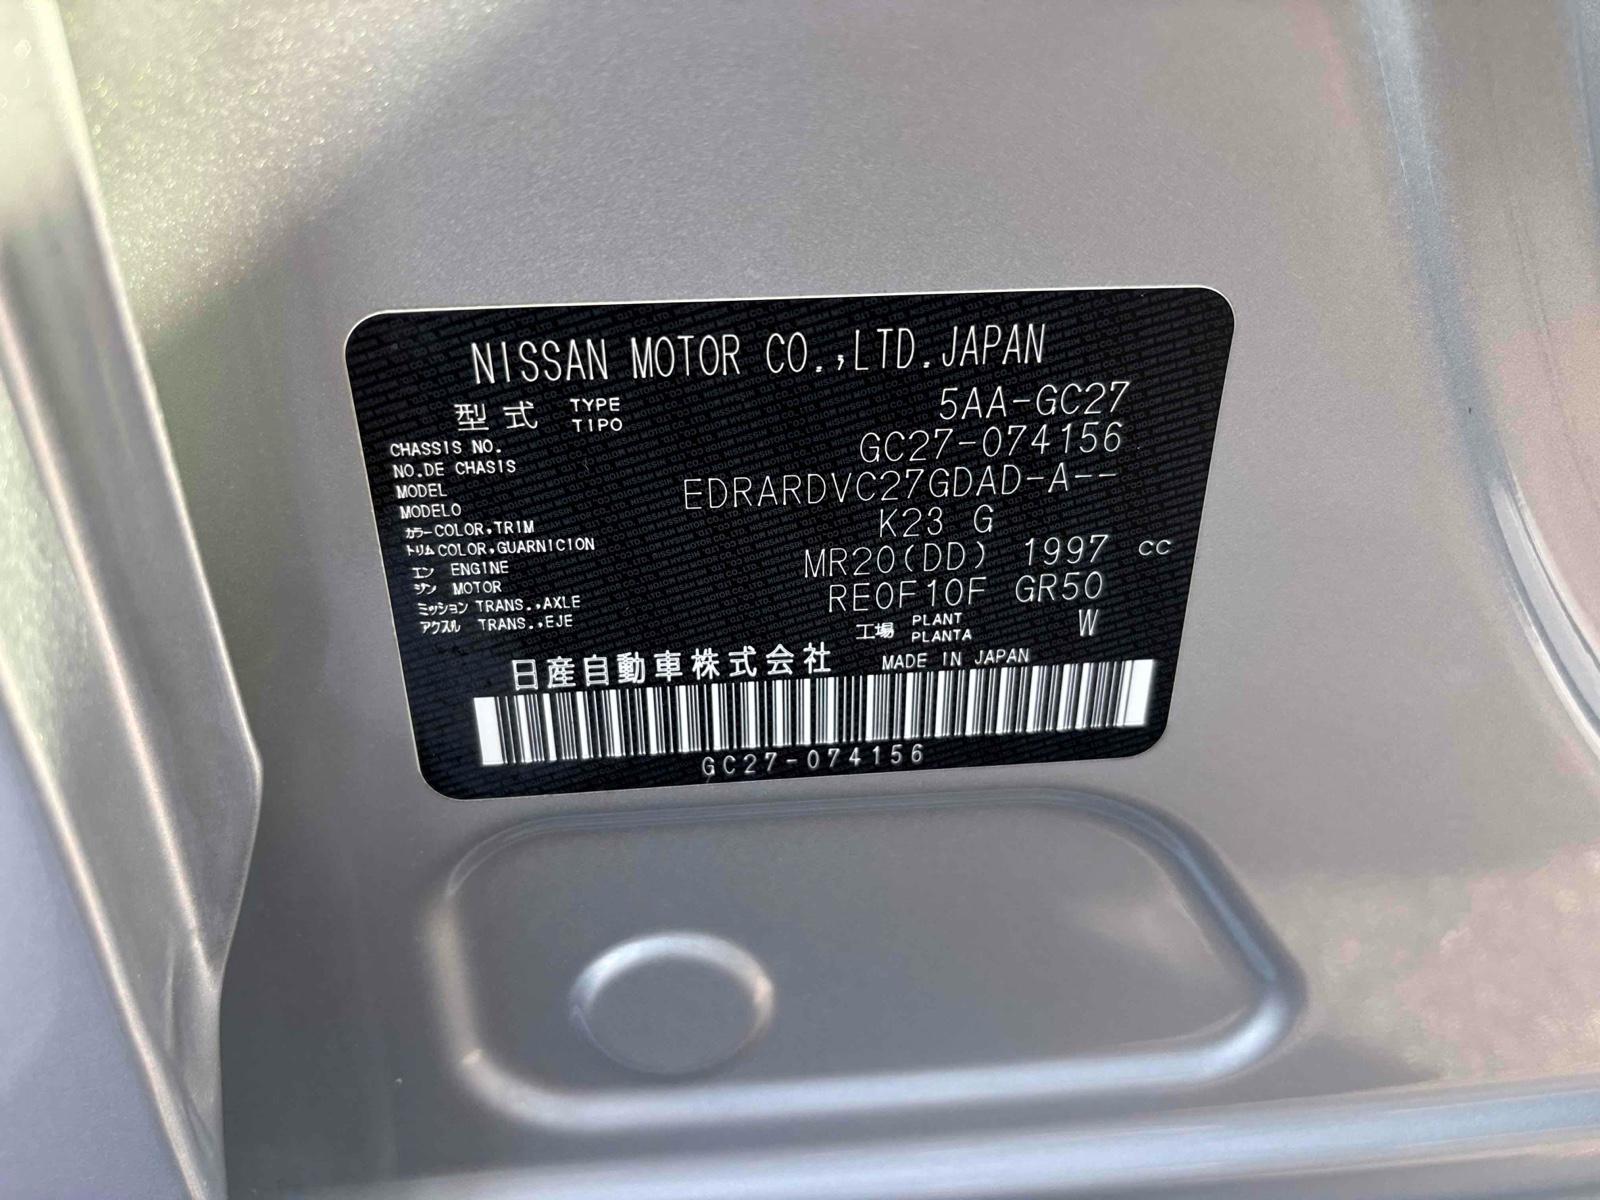 NISSAN MOTOR CO.,LTD.JAPAN
型式 TYPE TIPO 5AA-GC27
CHASSIS NO. NO.DE CHASIS GC27-074156
MODEL MODELO EDRARDVC27GDAD-A--
カラー COLOR,TRIM トリム COLOR,GUARNICION K23 G
エンジン ENGINE MOTOR MR20(DD) 1997 cc
ミッション TRANS.,AXLE アクスル TRANS.,EJE RE0F10F GR50
工場 PLANT PLANTA W
日産自動車株式会社 MADE IN JAPAN
GC27-074156